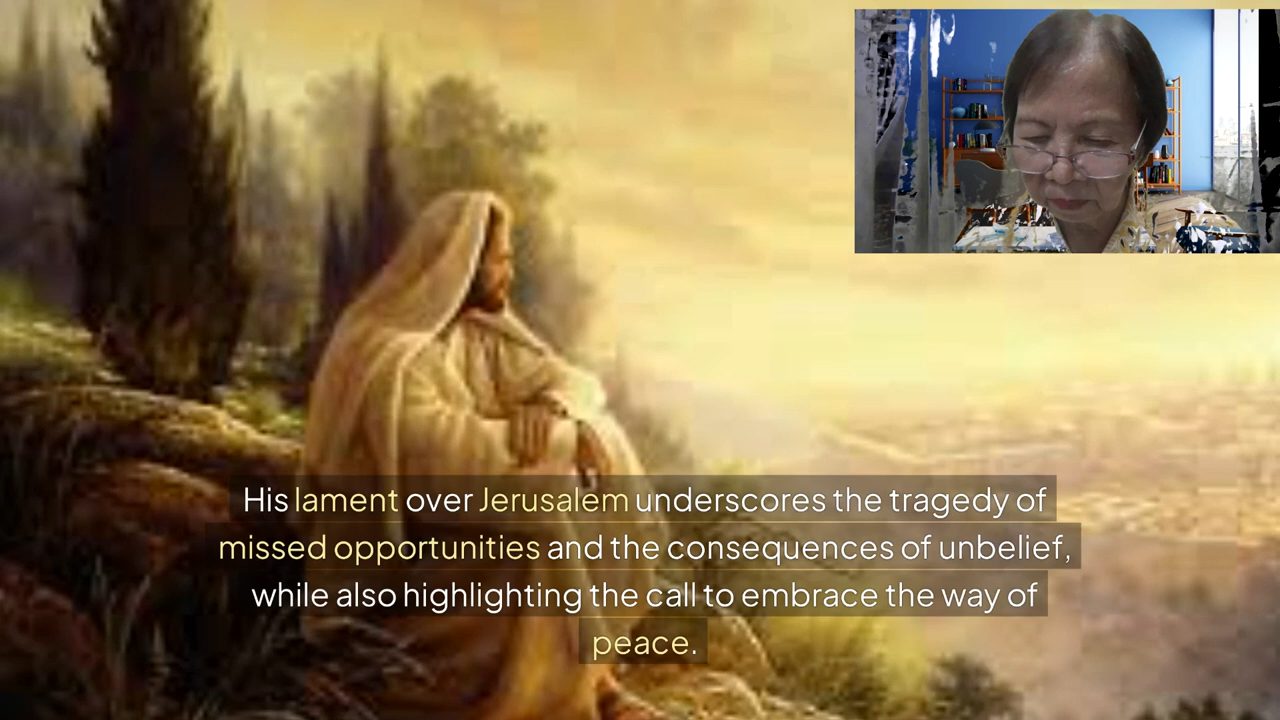 His lament over Jerusalem underscores the tragedy of
missed opportunities and the consequences of unbelief,
while also highlighting the call to embrace the way of
peace.